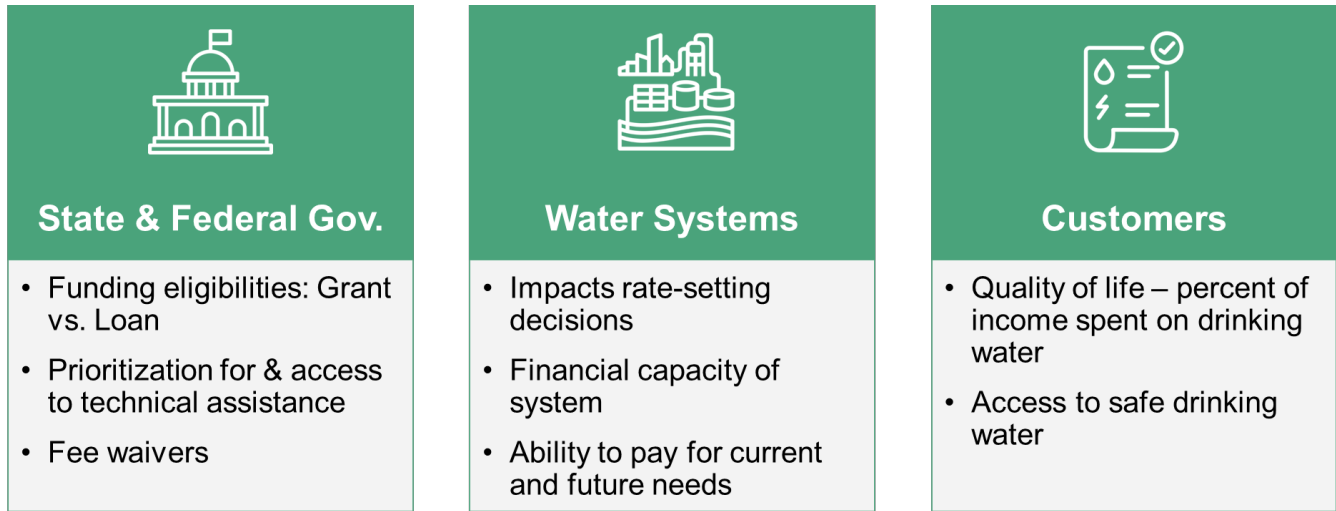 State & Federal Gov.
• Funding eligibilities: Grant
vs. Loan
• Prioritization for & access
to technical assistance
• Fee waivers
Water Systems
• Impacts rate-setting
decisions
• Financial capacity of
system
• Ability to pay for current
and future needs
Customers
• Quality of life – percent of
income spent on drinking
water
• Access to safe drinking
water